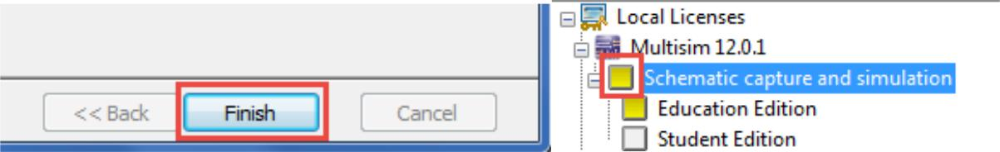 << Back
Finish
Cancel
Local Licenses
Multisim 12.0.1
Schematic capture and simulation
Education Edition
Student Edition